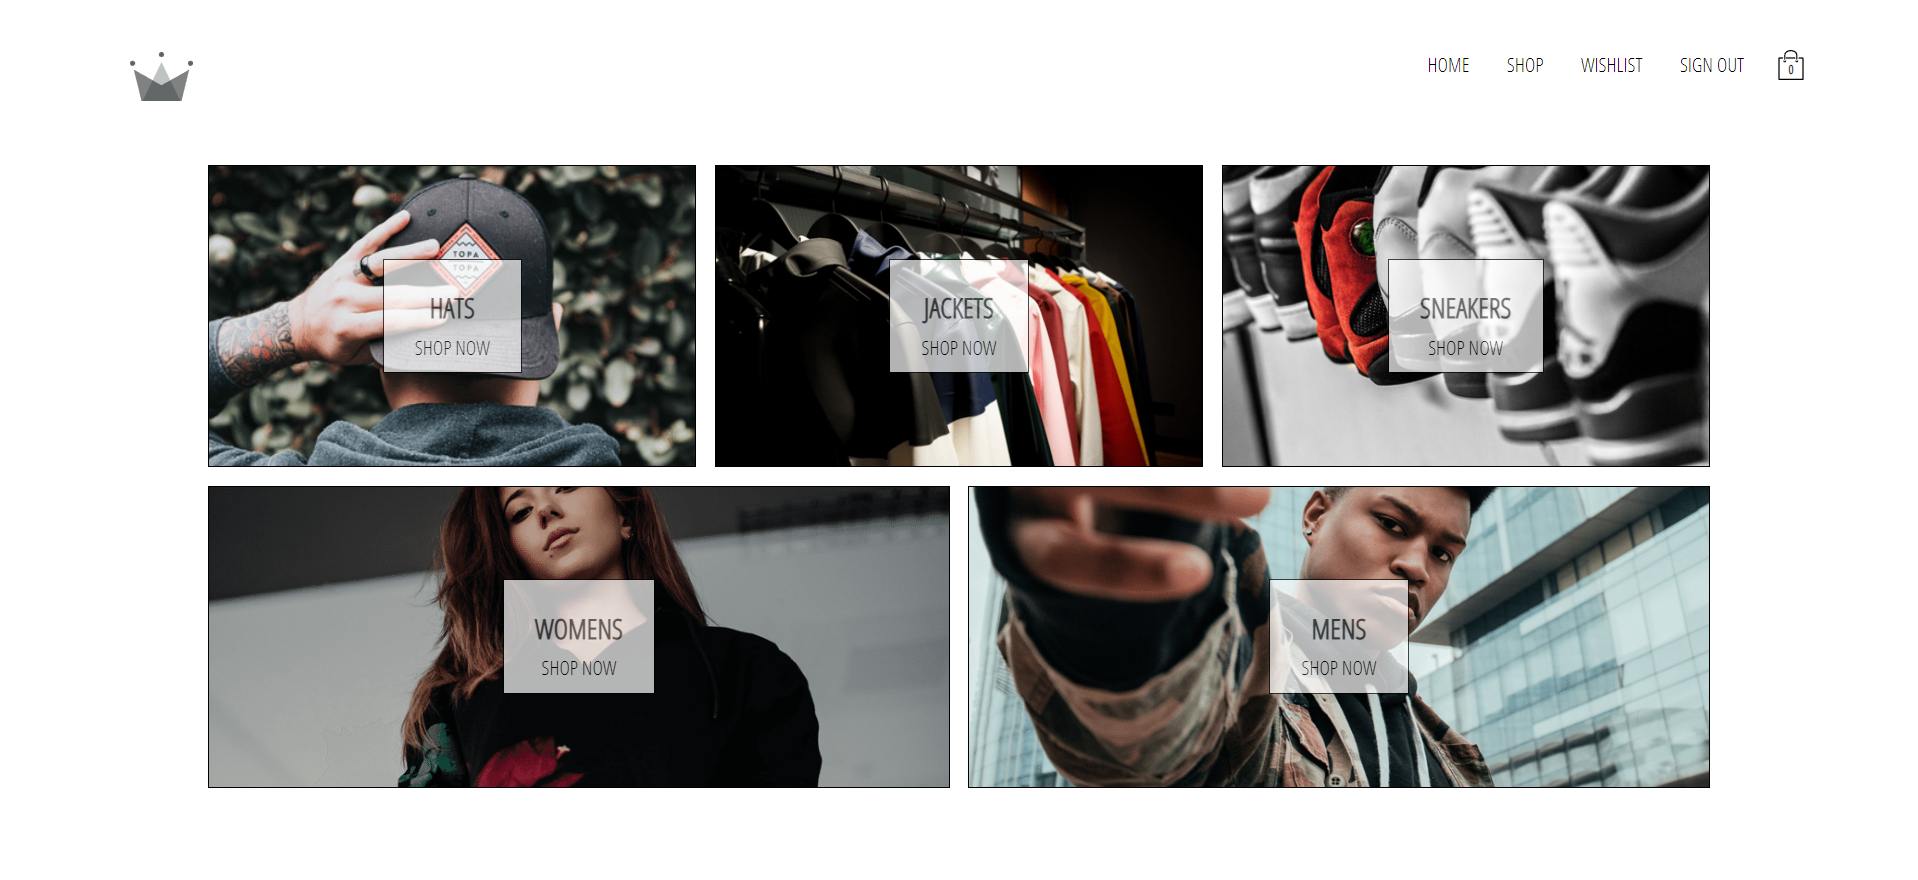 HOME
SHOP
WISHLIST
SIGN OUT
0
TOPA
TOPA
HATS
SHOP NOW
JACKETS
SHOP NOW
SNEAKERS
SHOP NOW
WOMENS
SHOP NOW
MENS
SHOP NOW